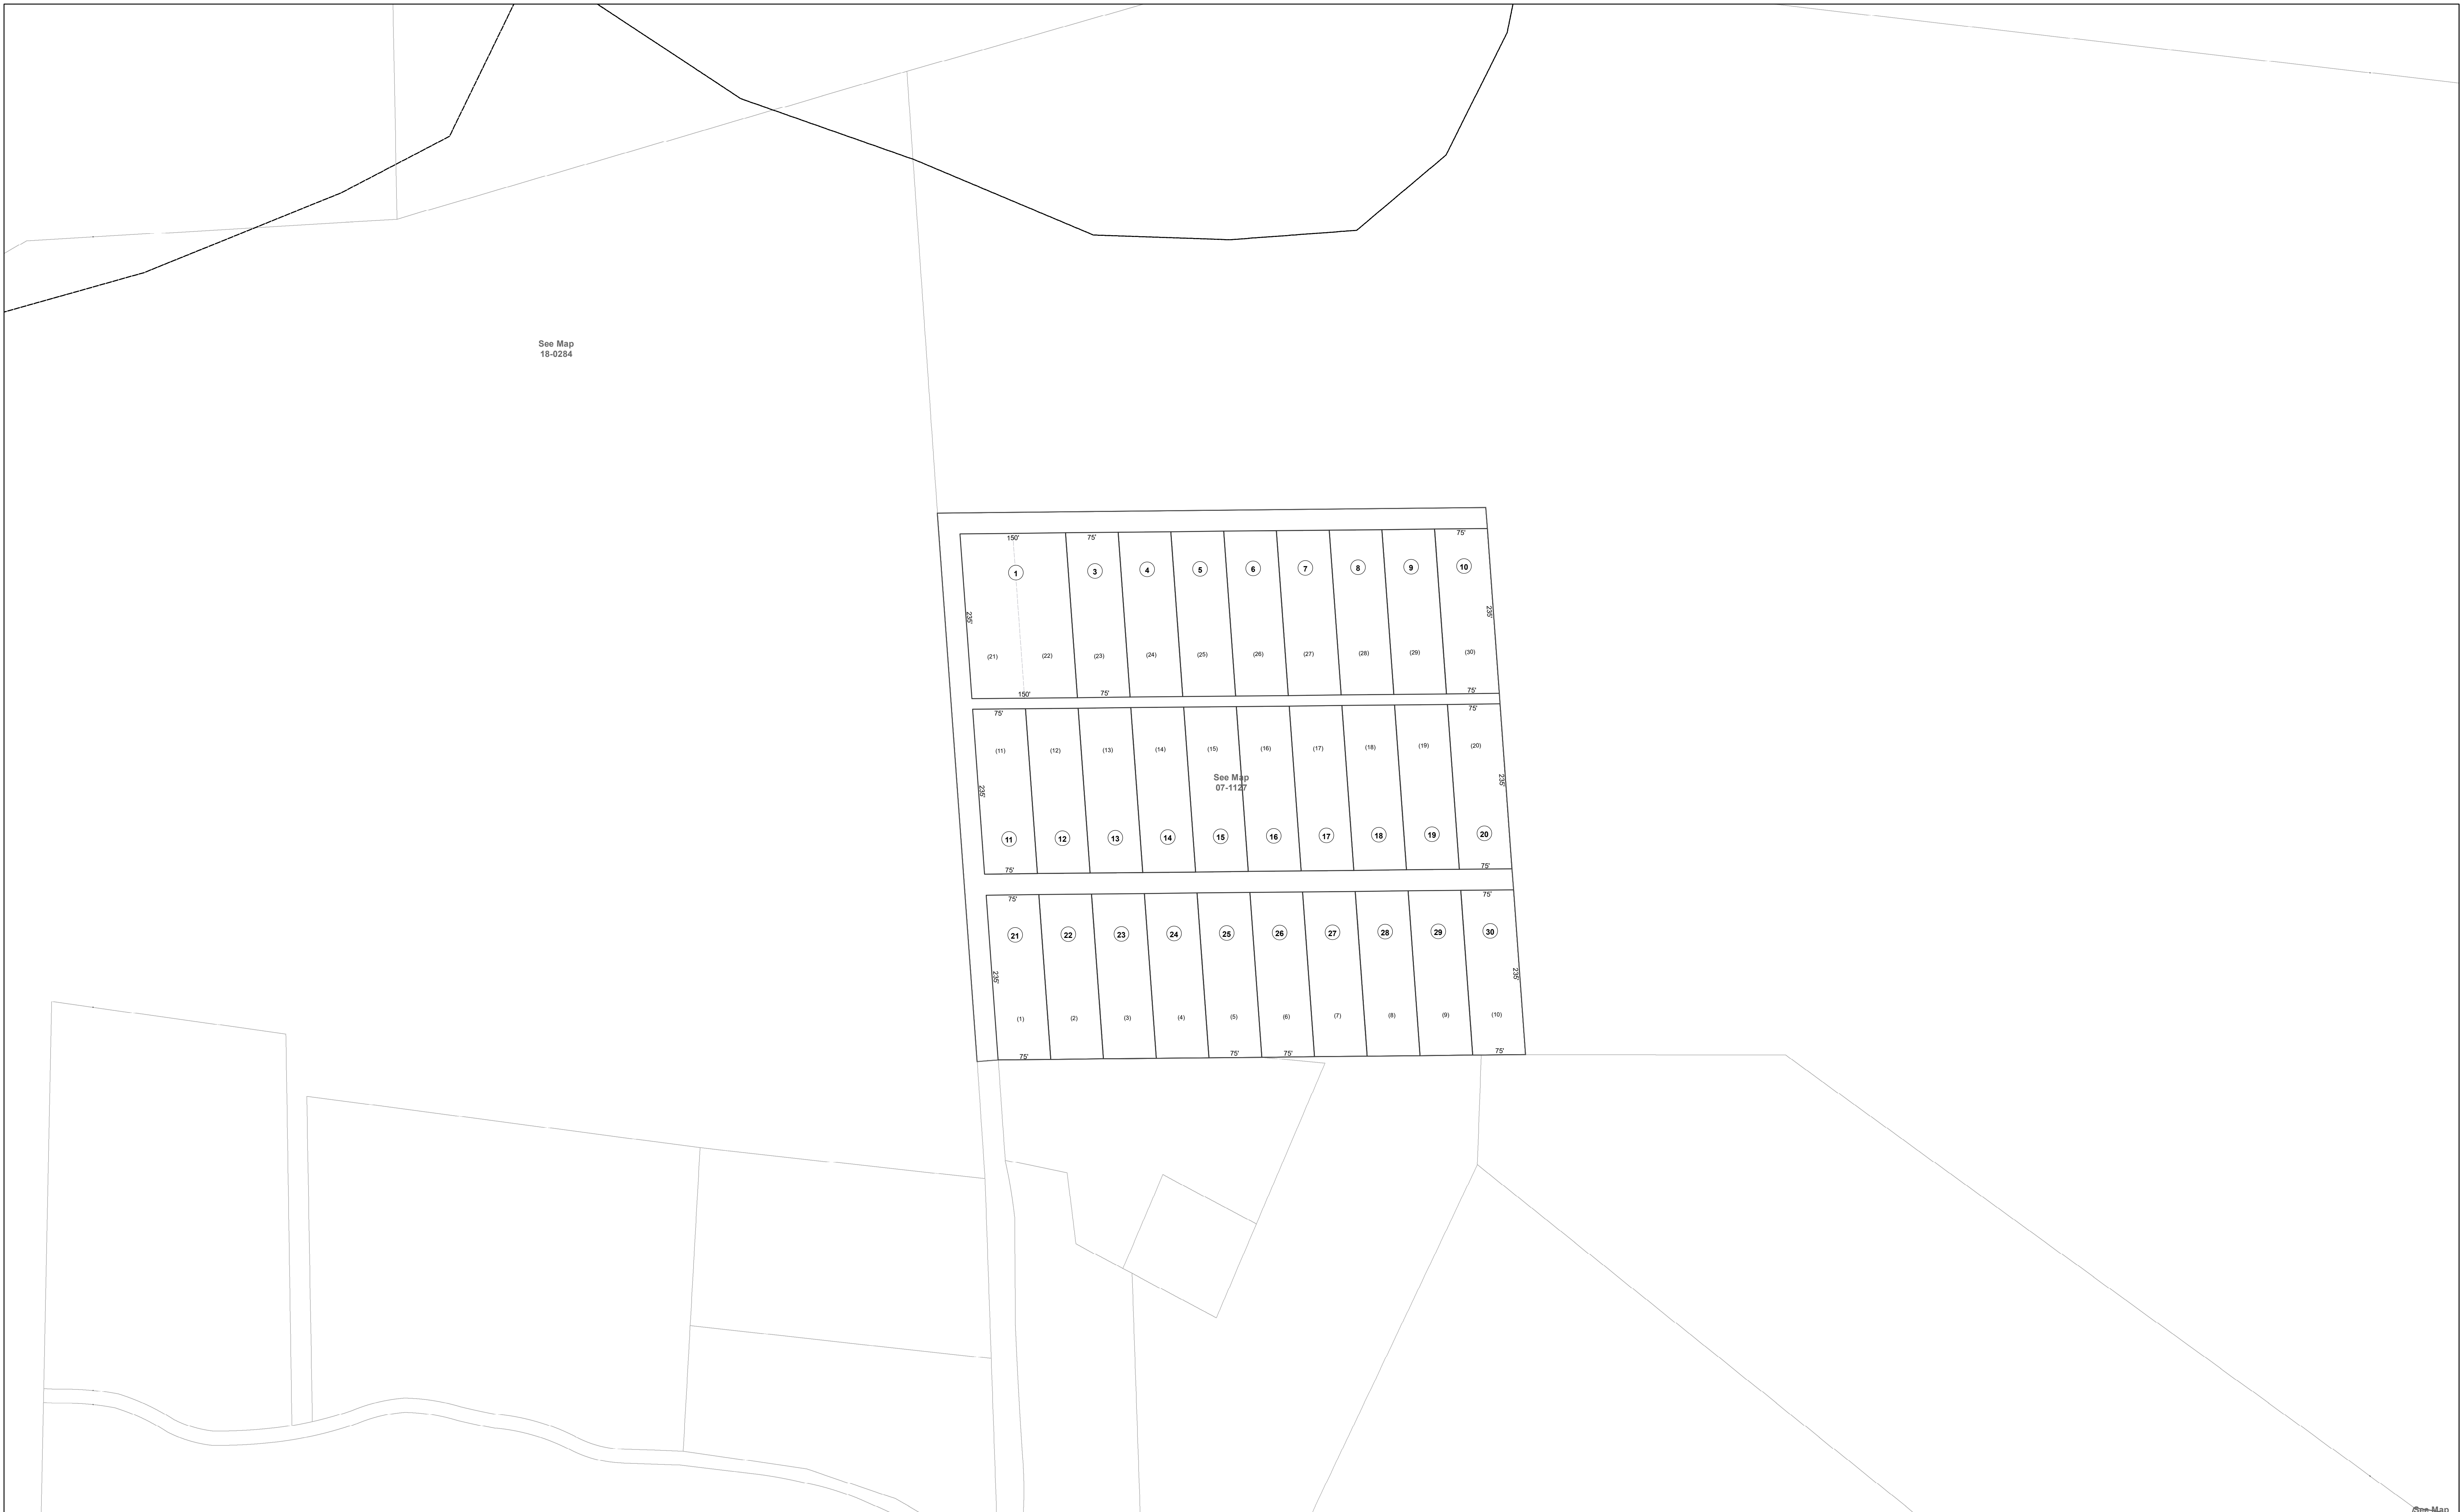 See Map
18-0284
150' 75' 75'
1 3 4 5 6 7 8 9 10
235' 235'
(21) (22) (23) (24) (25) (26) (27) (28) (29) (30)
150' 75' 75'
75' 75'
(11) (12) (13) (14) (15) (16) (17) (18) (19) (20)
See Map
07-1127
235' 235'
11 12 13 14 15 16 17 18 19 20
75' 75'
75' 75'
21 22 23 24 25 26 27 28 29 30
235' 235'
(1) (2) (3) (4) (5) (6) (7) (8) (9) (10)
75' 75' 75' 75'
See Map